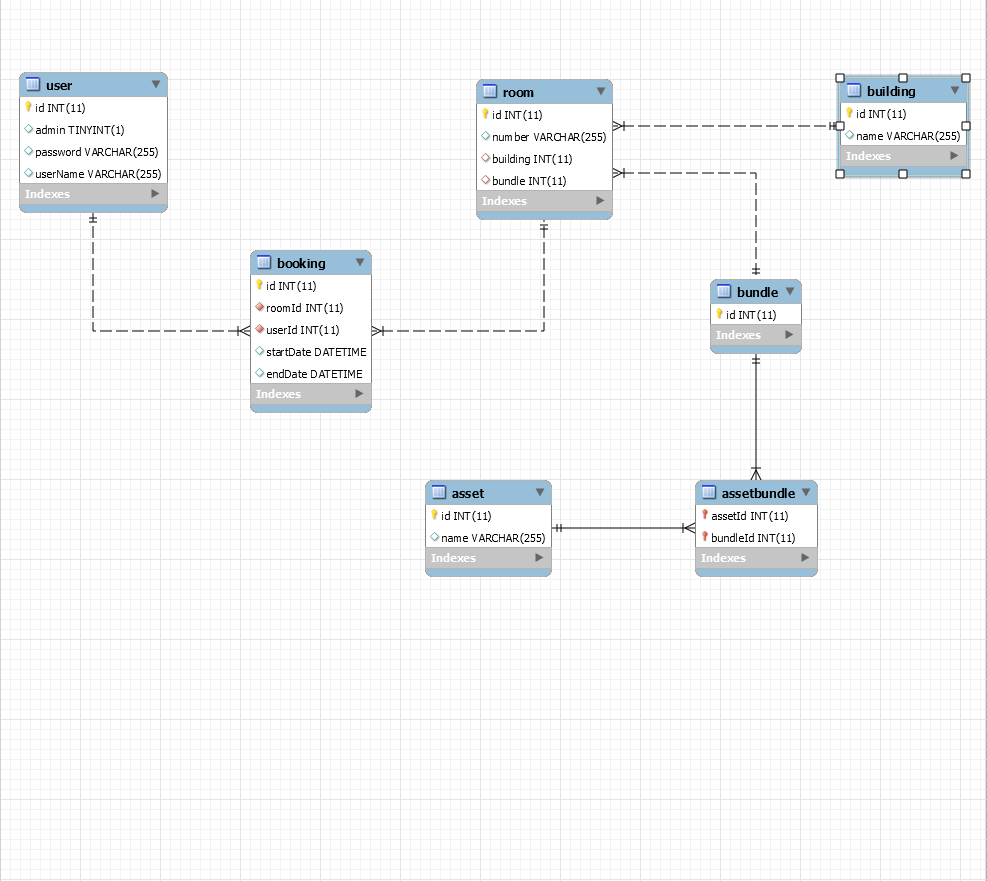 user
id INT(11)
admin TINYINT(1)
password VARCHAR(255)
userName VARCHAR(255)
Indexes
room
id INT(11)
number VARCHAR(255)
building INT(11)
bundle INT(11)
Indexes
building
id INT(11)
name VARCHAR(255)
Indexes
booking
id INT(11)
roomId INT(11)
userId INT(11)
startDate DATETIME
endDate DATETIME
Indexes
bundle
id INT(11)
Indexes
asset
id INT(11)
name VARCHAR(255)
Indexes
assetbundle
assetId INT(11)
bundleId INT(11)
Indexes